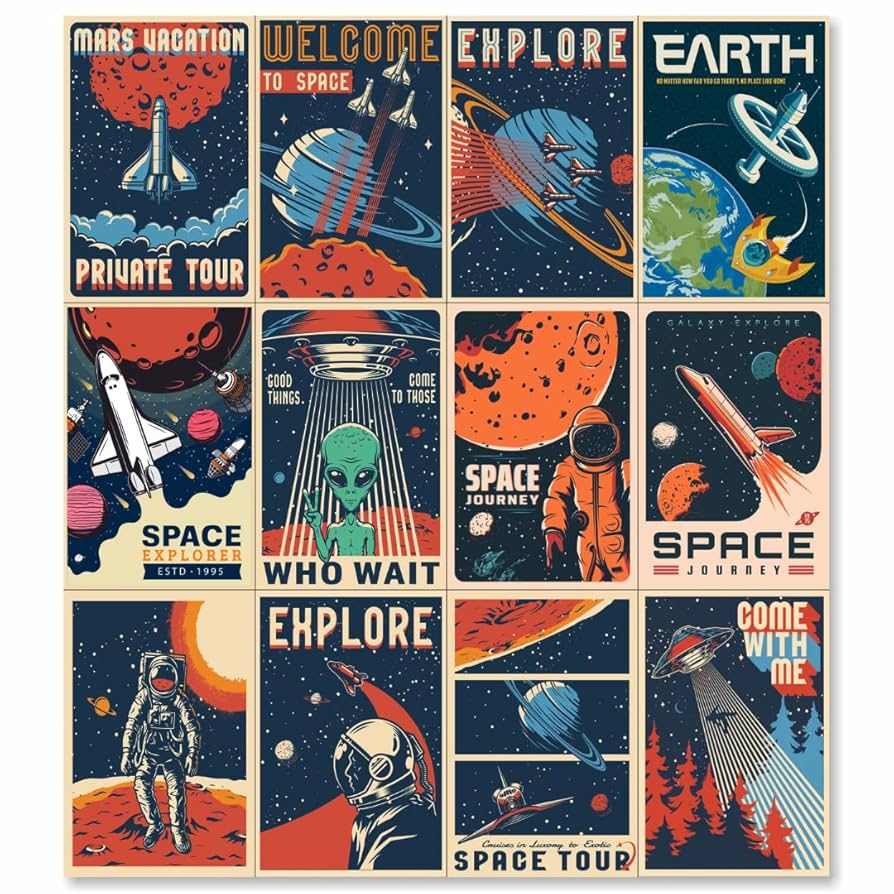 MARS VACATION
PRIVATE TOUR
WELCOME
TO SPACE
EXPLORE
EARTH
NO MATTER HOW FAR YOU GO THERE'S NO PLACE LIKE HOME
SPACE
EXPLORER
ESTD · 1995
GOOD COME
THINGS. TO THOSE
WHO WAIT
SPACE
JOURNEY
GALAXY EXPLORE
SPACE
JOURNEY
EXPLORE
Cruises in Luxory to Exotic
SPACE TOUR
COME
WITH
ME